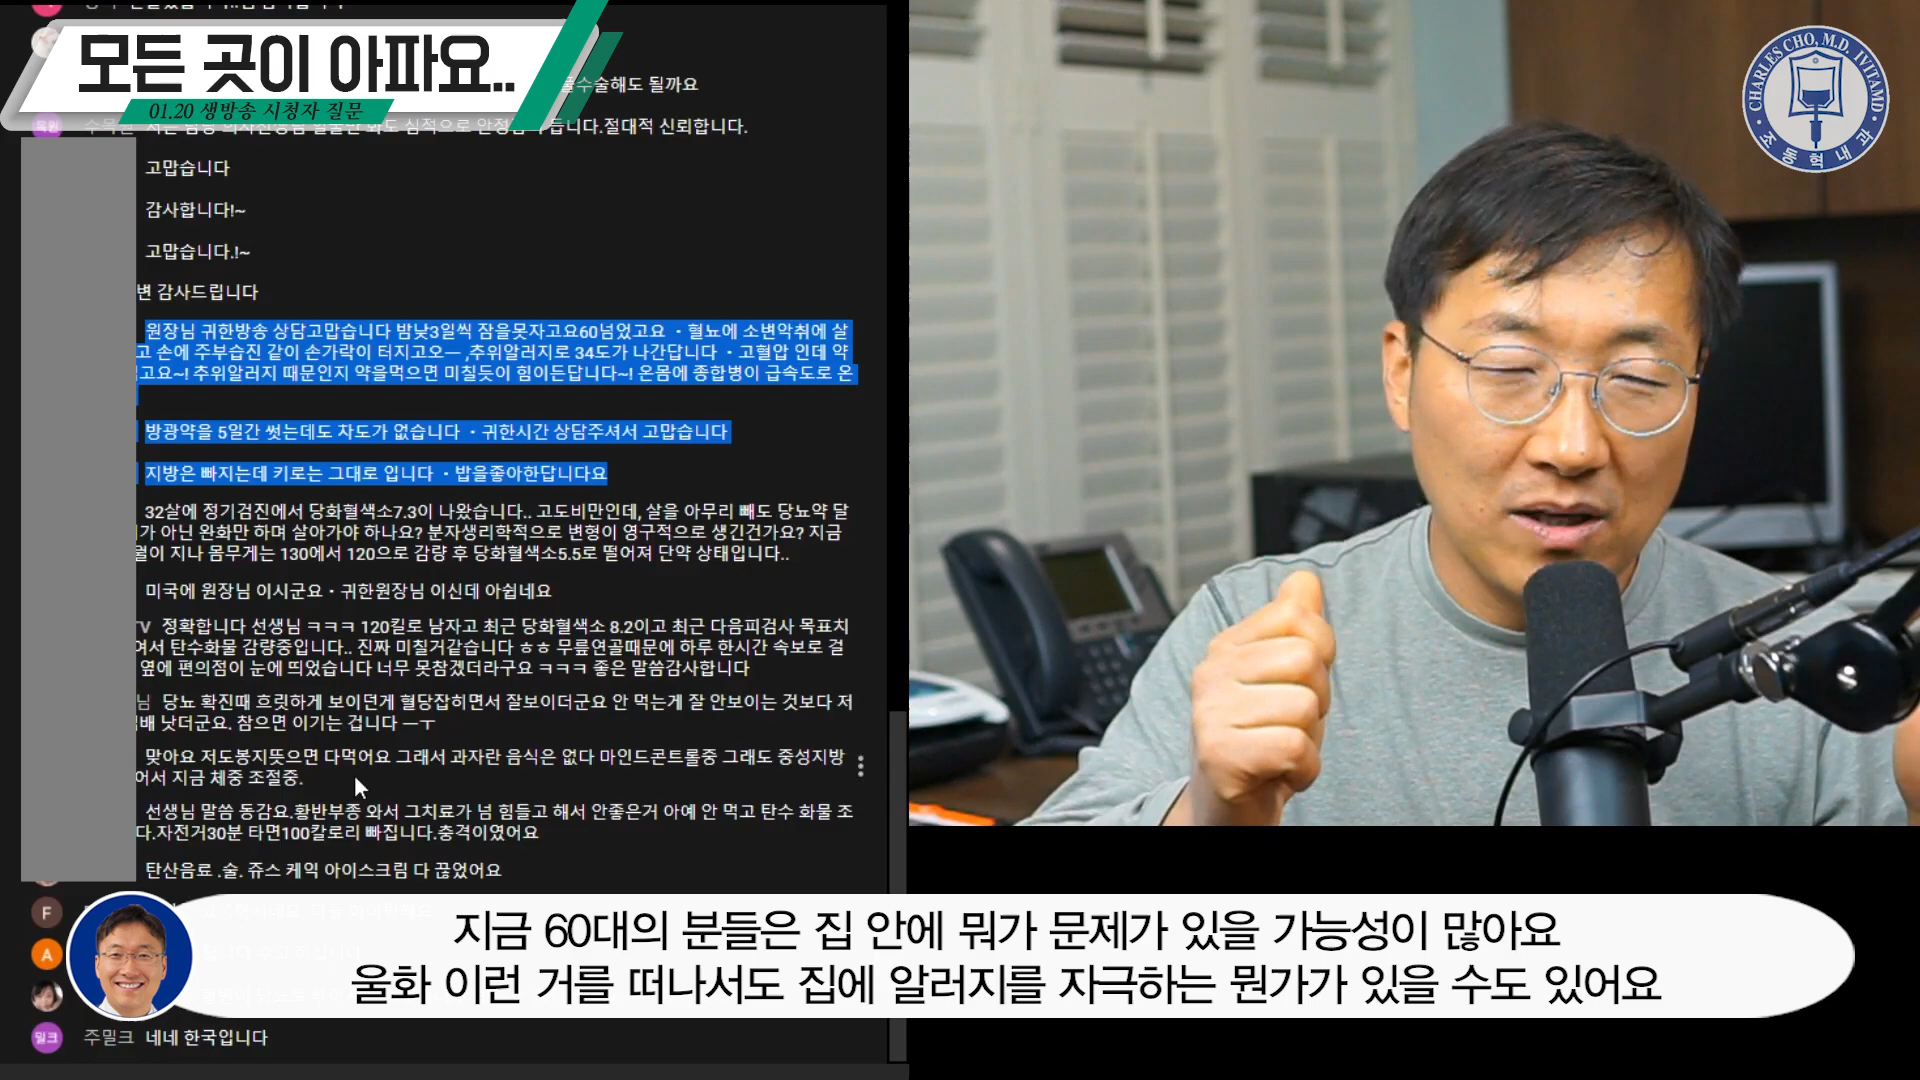 모든 곳이 아파요..
01.20 생방송 시청자 질문
수술해도 될까요
심적으로 안정
듭니다.절대적 신뢰합니다.
고맙습니다
감사합니다!~
고맙습니다.!~
변 감사드립니다
원장님 귀한방송 상담고맙습니다 밤낮3일씩 잠을못자고요60넘었고요 · 혈뇨에 소변악취에 살
고 손에 주부습진 같이 손가락이 터지고오ㅡ ,추위알러지로 34도가 나간답니다 · 고혈압 인데 약
고요~! 추위알러지 때문인지 약을먹으면 미칠듯이 힘이든답니다~! 온몸에 종합병이 급속도로 온
방광약을 5일간 썻는데도 차도가 없습니다 · 귀한시간 상담주셔서 고맙습니다
지방은 빠지는데 키로는 그대로 입니다 · 밥을좋아한답니다요
32살에 정기검진에서 당화혈색소7.3이 나왔습니다.. 고도비만인데, 살을 아무리 빼도 당뇨약 달
가 아닌 완화만 하며 살아가야 하나요? 분자생리학적으로 변형이 영구적으로 생긴건가요? 지금
월이 지나 몸무게는 130에서 120으로 감량 후 당화혈색소5.5로 떨어져 단약 상태입니다..
미국에 원장님 이시군요 · 귀한원장님 이신데 아쉽네요
TV 정확합니다 선생님 ㅋㅋㅋ 120킬로 남자고 최근 당화혈색소 8.2이고 최근 다음피검사 목표치
여서 탄수화물 감량중입니다.. 진짜 미칠거같습니다 ㅎㅎ 무릎연골때문에 하루 한시간 속보로 걸
옆에 편의점이 눈에 띄었습니다 너무 못참겠더라구요 ㅋㅋㅋ 좋은 말씀감사합니다
님 당뇨 확진때 흐릿하게 보이던게 혈당잡히면서 잘보이더군요 안 먹는게 잘 안보이는 것보다 저
배 낫더군요. 참으면 이기는 겁니다 ㅡㅜ
맞아요 저도봉지뜻으면 다먹어요 그래서 과자란 음식은 없다 마인드콘트롤중 그래도 중성지방
어서 지금 체중 조절중.
선생님 말씀 동감요.황반부종 와서 그치료가 넘 힘들고 해서 안좋은거 아예 안 먹고 탄수 화물 조
다.자전거30분 타면100칼로리 빠집니다.충격이였어요
탄산음료 .술. 쥬스 케익 아이스크림 다 끊었어요
F
A
밀크 주밀크 네네 한국입니다
CHARLES CHO, M.D. IVITAMD
조동혁내과
지금 60대의 분들은 집 안에 뭐가 문제가 있을 가능성이 많아요
울화 이런 거를 떠나서도 집에 알러지를 자극하는 뭔가가 있을 수도 있어요